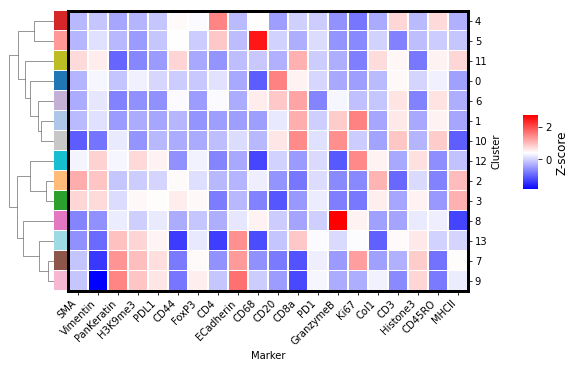 4
5
11
0
6
1
10
12
2
3
8
13
7
9
Cluster
2
0
Z-score
SMA
Vimentin
PanKeratin
H3K9me3
PDL1
CD44
FoxP3
CD4
ECadherin
CD68
CD20
CD8a
PD1
GranzymeB
Ki67
Col1
CD3
Histone3
CD45RO
MHCII
Marker